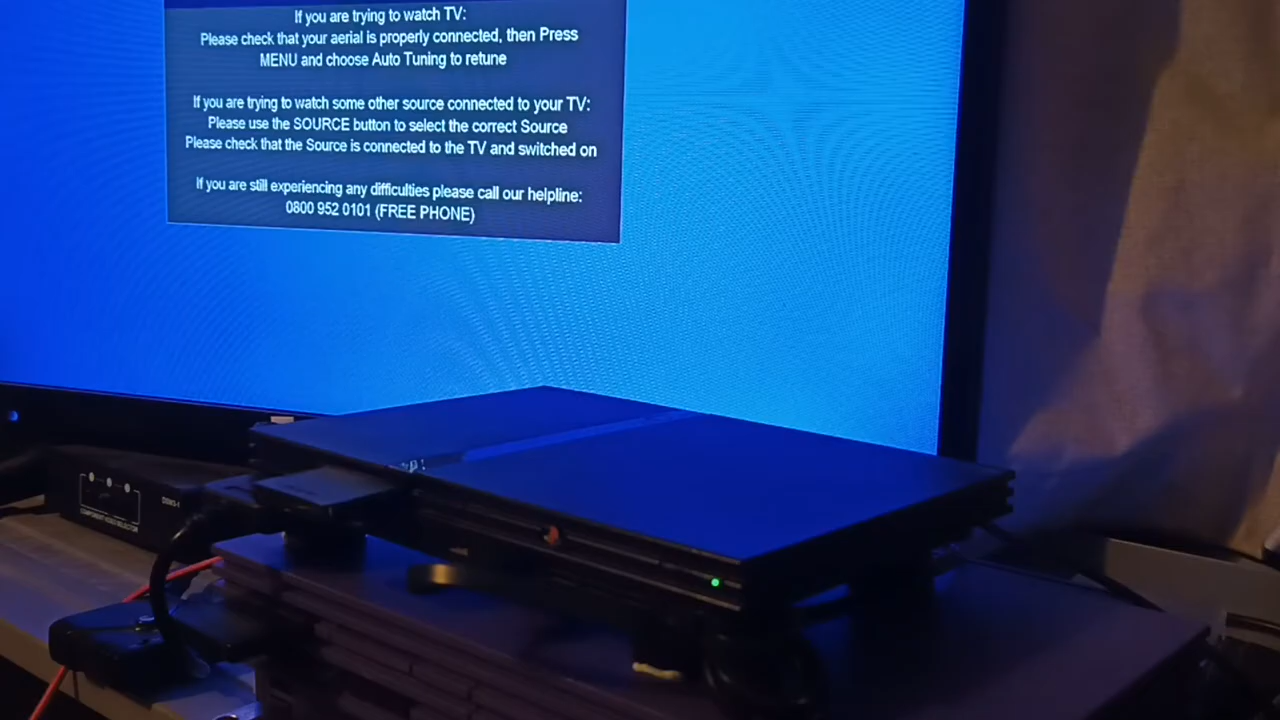 If you are trying to watch TV:
Please check that your aerial is properly connected, then Press
MENU and choose Auto Tuning to retune
If you are trying to watch some other source connected to your TV:
Please use the SOURCE button to select the correct Source
Please check that the Source is connected to the TV and switched on
If you are still experiencing any difficulties please call our helpline:
0800 952 0101 (FREE PHONE)
COMPONENT VIDEO SELECTOR